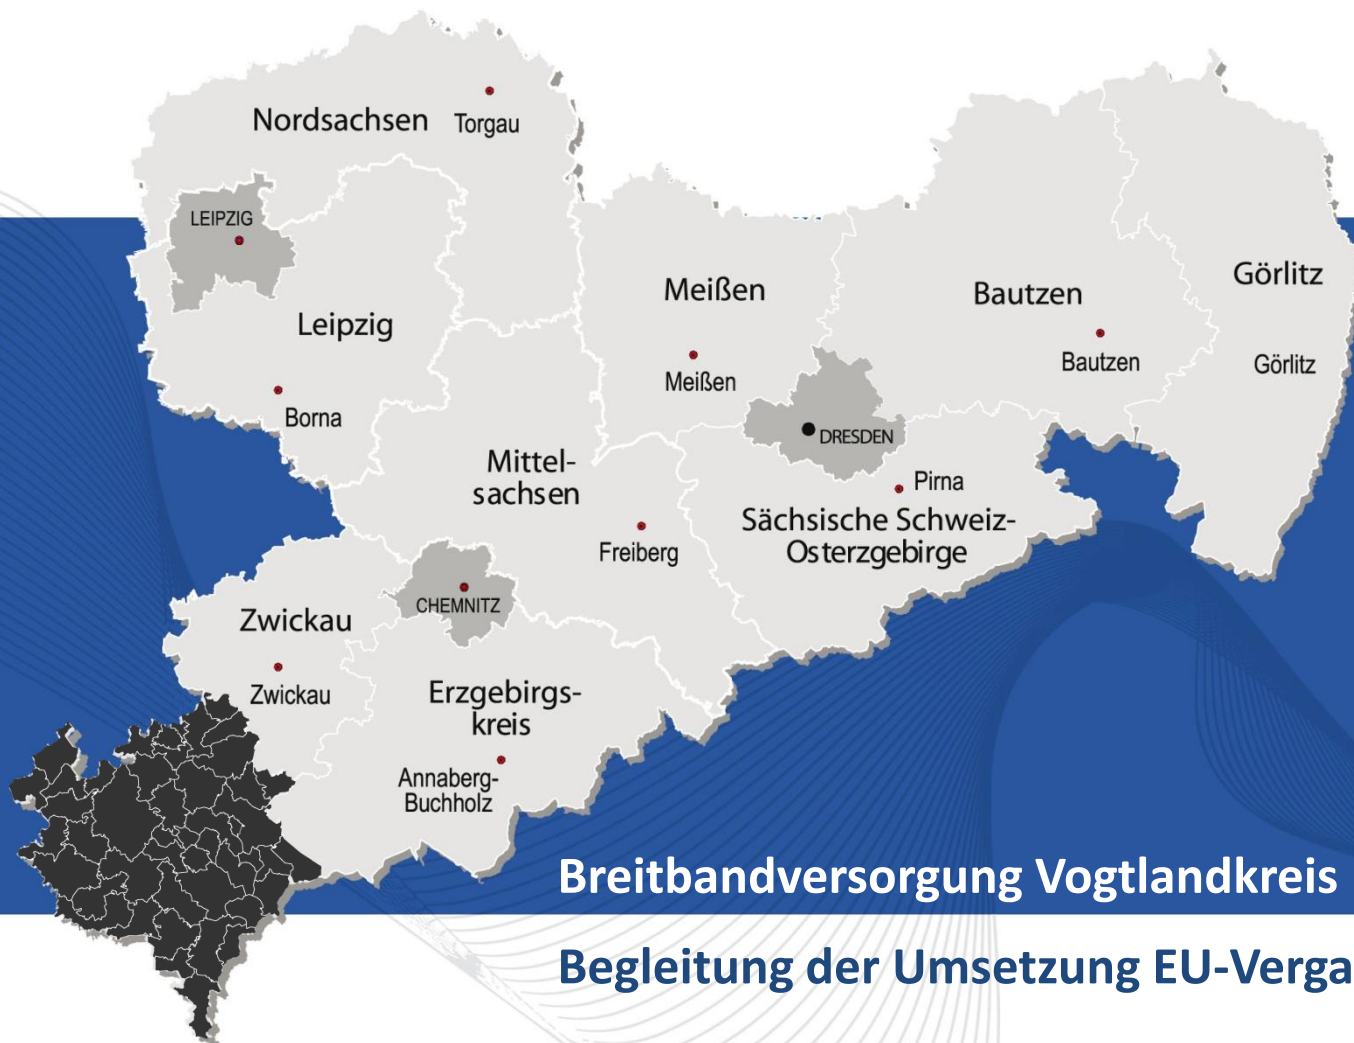 Nordsachsen
Torgau
LEIPZIG
Leipzig
Borna
Meißen
Meißen
Bautzen
Bautzen
Görlitz
Görlitz
DRESDEN
Mittel-
sachsen
Freiberg
Pirna
Sächsische Schweiz-
Osterzgebirge
CHEMNITZ
Zwickau
Zwickau
Erzgebirgs-
kreis
Annaberg-
Buchholz
Breitbandversorgung Vogtlandkreis
Begleitung der Umsetzung EU-Verga